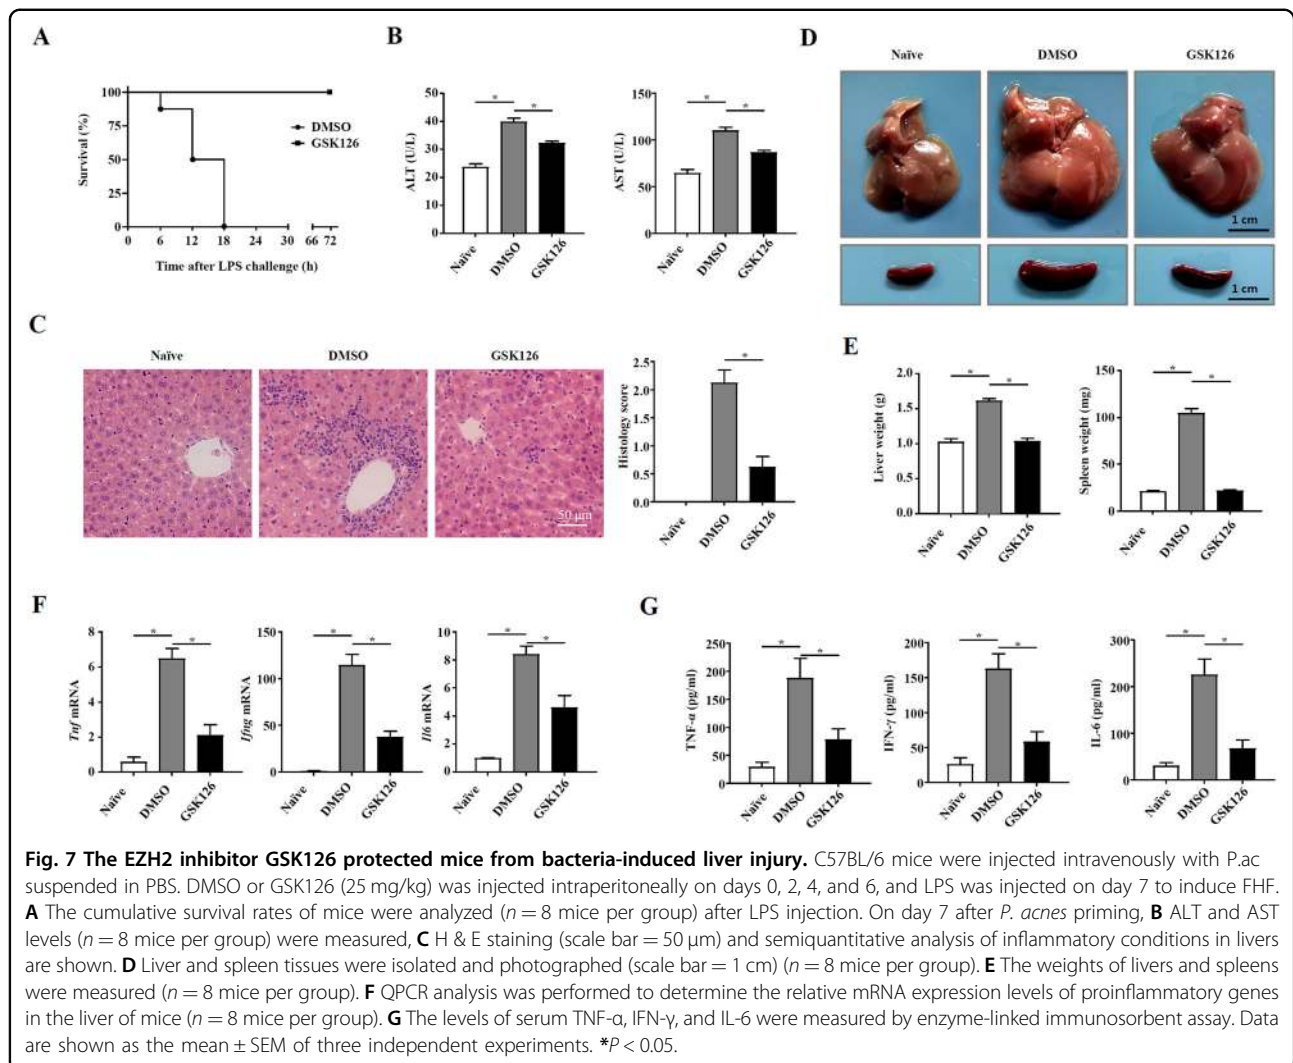 A
Survival (%)
100
75
50
25
0
0 6 12 18 24 30 66 72
Time after LPS challenge (h)
DMSO
GSK126
B
ALT (U/L)
50
40
30
20
10
0
*
*
Naïve
DMSO
GSK126
AST (U/L)
150
100
50
0
*
*
Naïve
DMSO
GSK126
D
Naïve DMSO GSK126
1 cm
1 cm
C
Naïve DMSO GSK126
50 μm
Histology score
2.5
2.0
1.5
1.0
0.5
0.0
*
Naïve
DMSO
GSK126
E
Liver weight (g)
2.0
1.5
1.0
0.5
0.0
*
*
Naïve
DMSO
GSK126
Spleen weight (mg)
150
100
50
0
*
*
Naïve
DMSO
GSK126
F
Tnf mRNA
8
6
4
2
0
*
*
Naïve
DMSO
GSK126
Ifng mRNA
150
100
50
0
*
*
Naïve
DMSO
GSK126
Il6 mRNA
10
8
6
4
2
0
*
*
Naïve
DMSO
GSK126
G
TNF-α (pg/ml)
250
200
150
100
50
0
*
*
Naïve
DMSO
GSK126
IFN-γ (pg/ml)
200
150
100
50
0
*
*
Naïve
DMSO
GSK126
IL-6 (pg/ml)
300
200
100
0
*
*
Naïve
DMSO
GSK126
Fig. 7 The EZH2 inhibitor GSK126 protected mice from bacteria-induced liver injury. C57BL/6 mice were injected intravenously with P.ac
suspended in PBS. DMSO or GSK126 (25 mg/kg) was injected intraperitoneally on days 0, 2, 4, and 6, and LPS was injected on day 7 to induce FHF.
A The cumulative survival rates of mice were analyzed (n = 8 mice per group) after LPS injection. On day 7 after P. acnes priming, B ALT and AST
levels (n = 8 mice per group) were measured, C H & E staining (scale bar = 50 μm) and semiquantitative analysis of inflammatory conditions in livers
are shown. D Liver and spleen tissues were isolated and photographed (scale bar = 1 cm) (n = 8 mice per group). E The weights of livers and spleens
were measured (n = 8 mice per group). F QPCR analysis was performed to determine the relative mRNA expression levels of proinflammatory genes
in the liver of mice (n = 8 mice per group). G The levels of serum TNF-α, IFN-γ, and IL-6 were measured by enzyme-linked immunosorbent assay. Data
are shown as the mean ± SEM of three independent experiments. *P < 0.05.